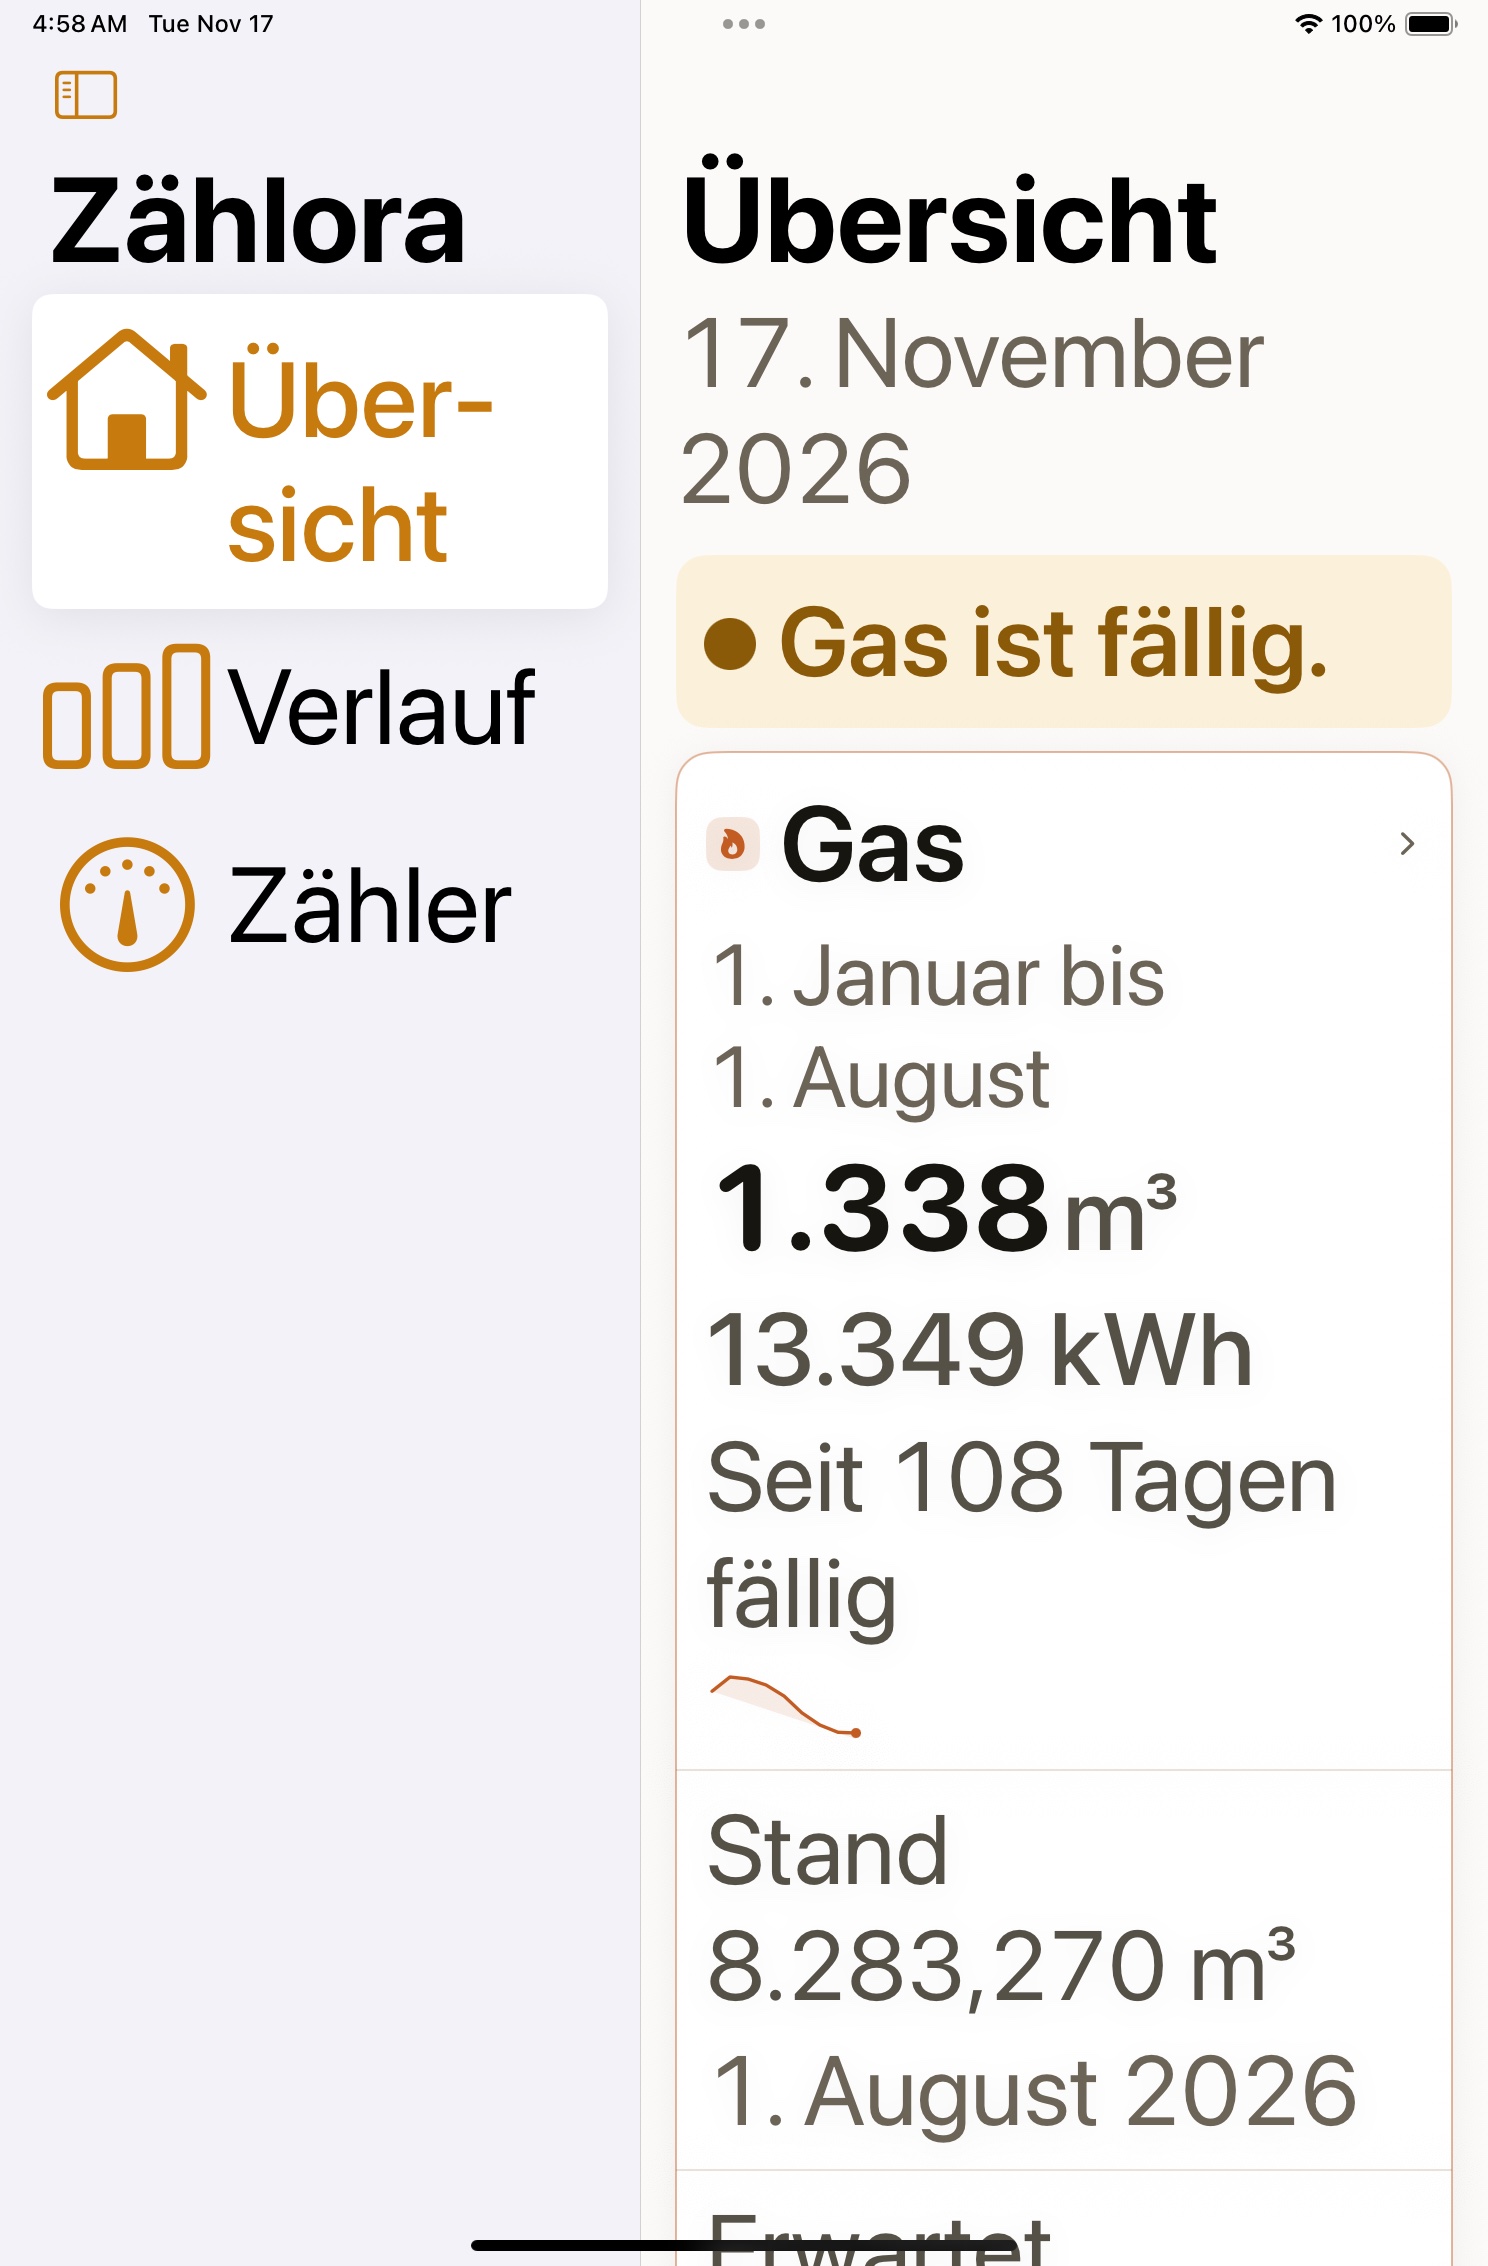 4:58 AM Tue Nov 17
100%
Zählora
Über-
sicht
Verlauf
Zähler
Übersicht
17. November
2026
Gas ist fällig.
Gas
1. Januar bis
1. August
1.338 m³
13.349 kWh
Seit 108 Tagen
fällig
Stand
8.283,270 m³
1. August 2026
Erwartet